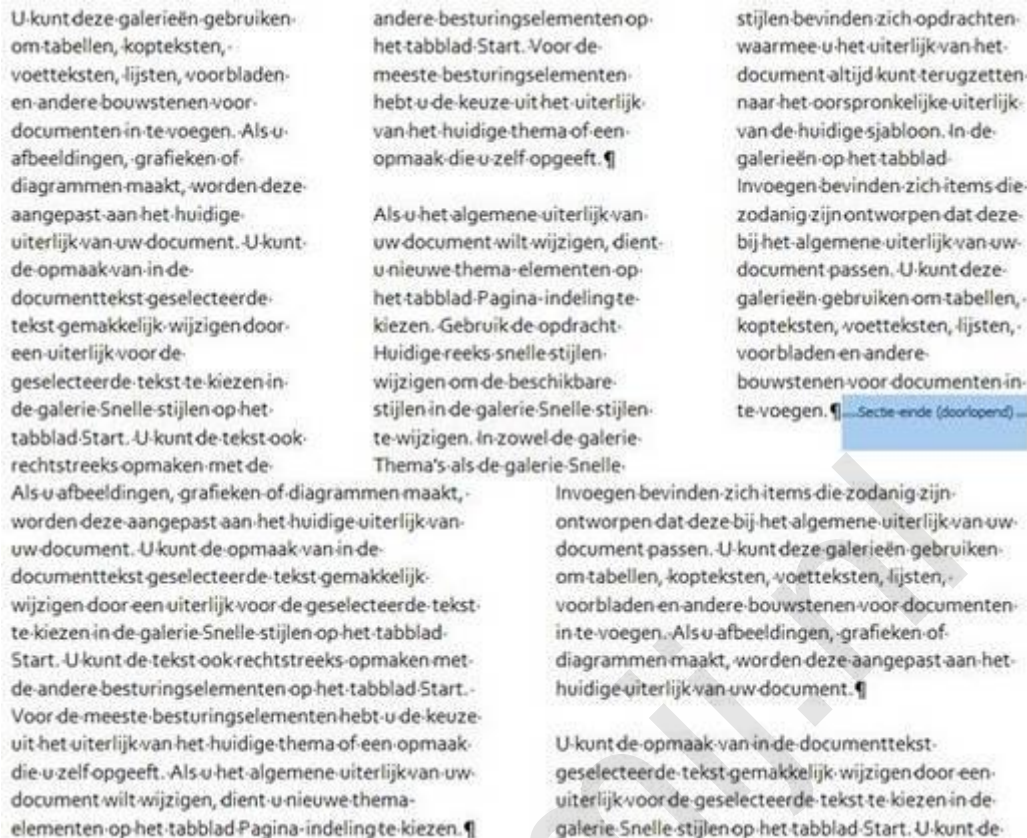 U kunt deze galerieën gebruiken
om tabellen, kopteksten,
voetteksten, lijsten, voorbladen
en andere bouwstenen voor
documenten in te voegen. Als u
afbeeldingen, grafieken of
diagrammen maakt, worden deze
aangepast aan het huidige
uiterlijk van uw document. U kunt
de opmaak van in de
documenttekst geselecteerde
tekst gemakkelijk wijzigen door
een uiterlijk voor de
geselecteerde tekst te kiezen in
de galerie Snelle stijlen op het
tabblad Start. U kunt de tekst ook
rechtstreeks opmaken met de
andere besturingselementen op
het tabblad Start. Voor de
meeste besturingselementen
hebt u de keuze uit het uiterlijk
van het huidige thema of een
opmaak die u zelf opgeeft.¶
Als u het algemene uiterlijk van
uw document wilt wijzigen, dient
u nieuwe thema-elementen op
het tabblad Pagina-indeling te
kiezen. Gebruik de opdracht
Huidige reeks snelle stijlen
wijzigen om de beschikbare
stijlen in de galerie Snelle stijlen
te wijzigen. In zowel de galerie
Thema's als de galerie Snelle
stijlen bevinden zich opdrachten
waarmee u het uiterlijk van het
document altijd kunt terugzetten
naar het oorspronkelijke uiterlijk
van de huidige sjabloon. In de
galerieën op het tabblad
Invoegen bevinden zich items die
zodanig zijn ontworpen dat deze
bij het algemene uiterlijk van uw
document passen. U kunt deze
galerieën gebruiken om tabellen,
kopteksten, voetteksten, lijsten,
voorbladen en andere
bouwstenen voor documenten in
te voegen.¶ Sectie-einde (doorlopend)
Als u afbeeldingen, grafieken of diagrammen maakt,
worden deze aangepast aan het huidige uiterlijk van
uw document. U kunt de opmaak van in de
documenttekst geselecteerde tekst gemakkelijk
wijzigen door een uiterlijk voor de geselecteerde tekst
te kiezen in de galerie Snelle stijlen op het tabblad
Start. U kunt de tekst ook rechtstreeks opmaken met
de andere besturingselementen op het tabblad Start.
Voor de meeste besturingselementen hebt u de keuze
uit het uiterlijk van het huidige thema of een opmaak
die u zelf opgeeft. Als u het algemene uiterlijk van uw
document wilt wijzigen, dient u nieuwe thema-
elementen op het tabblad Pagina-indeling te kiezen.¶
Invoegen bevinden zich items die zodanig zijn
ontworpen dat deze bij het algemene uiterlijk van uw
document passen. U kunt deze galerieën gebruiken
om tabellen, kopteksten, voetteksten, lijsten,
voorbladen en andere bouwstenen voor documenten
in te voegen. Als u afbeeldingen, grafieken of
diagrammen maakt, worden deze aangepast aan het
huidige uiterlijk van uw document.¶
U kunt de opmaak van in de documenttekst
geselecteerde tekst gemakkelijk wijzigen door een
uiterlijk voor de geselecteerde tekst te kiezen in de
galerie Snelle stijlen op het tabblad Start. U kunt de